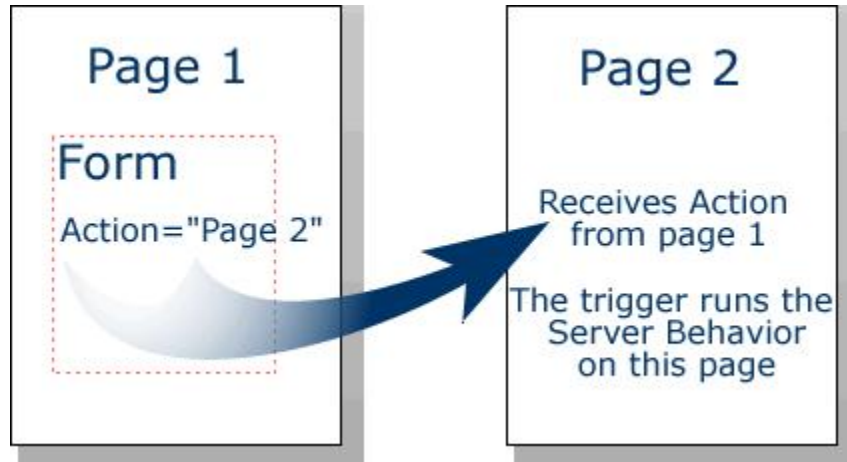 Page 1
Form
Action="Page 2"
Page 2
Receives Action
from page 1
The trigger runs the
Server Behavior
on this page